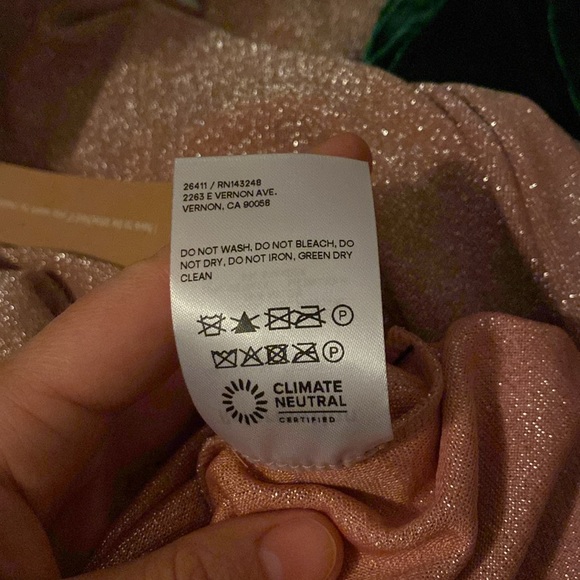 26411 / RN143248
2263 E VERNON AVE.
VERNON, CA 90058
DO NOT WASH, DO NOT BLEACH, DO
NOT DRY, DO NOT IRON, GREEN DRY
CLEAN
P
P
CLIMATE
NEUTRAL
CERTIFIED